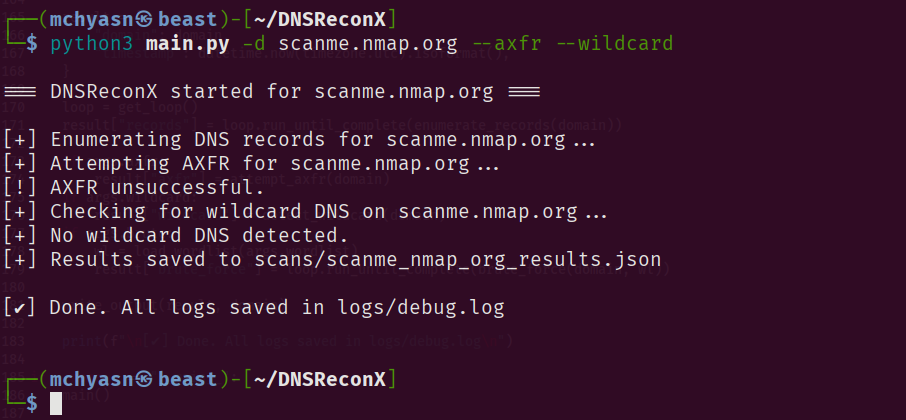 ┌──(mchyasn㉿beast)-[~/DNSReconX]
└─$ python3 main.py -d scanme.nmap.org --axfr --wildcard
=== DNSReconX started for scanme.nmap.org ===
[+] Enumerating DNS records for scanme.nmap.org...
[+] Attempting AXFR for scanme.nmap.org...
[!] AXFR unsuccessful.
[+] Checking for wildcard DNS on scanme.nmap.org...
[+] No wildcard DNS detected.
[+] Results saved to scans/scanme_nmap_org_results.json
[✔] Done. All logs saved in logs/debug.log
┌──(mchyasn㉿beast)-[~/DNSReconX]
└─$